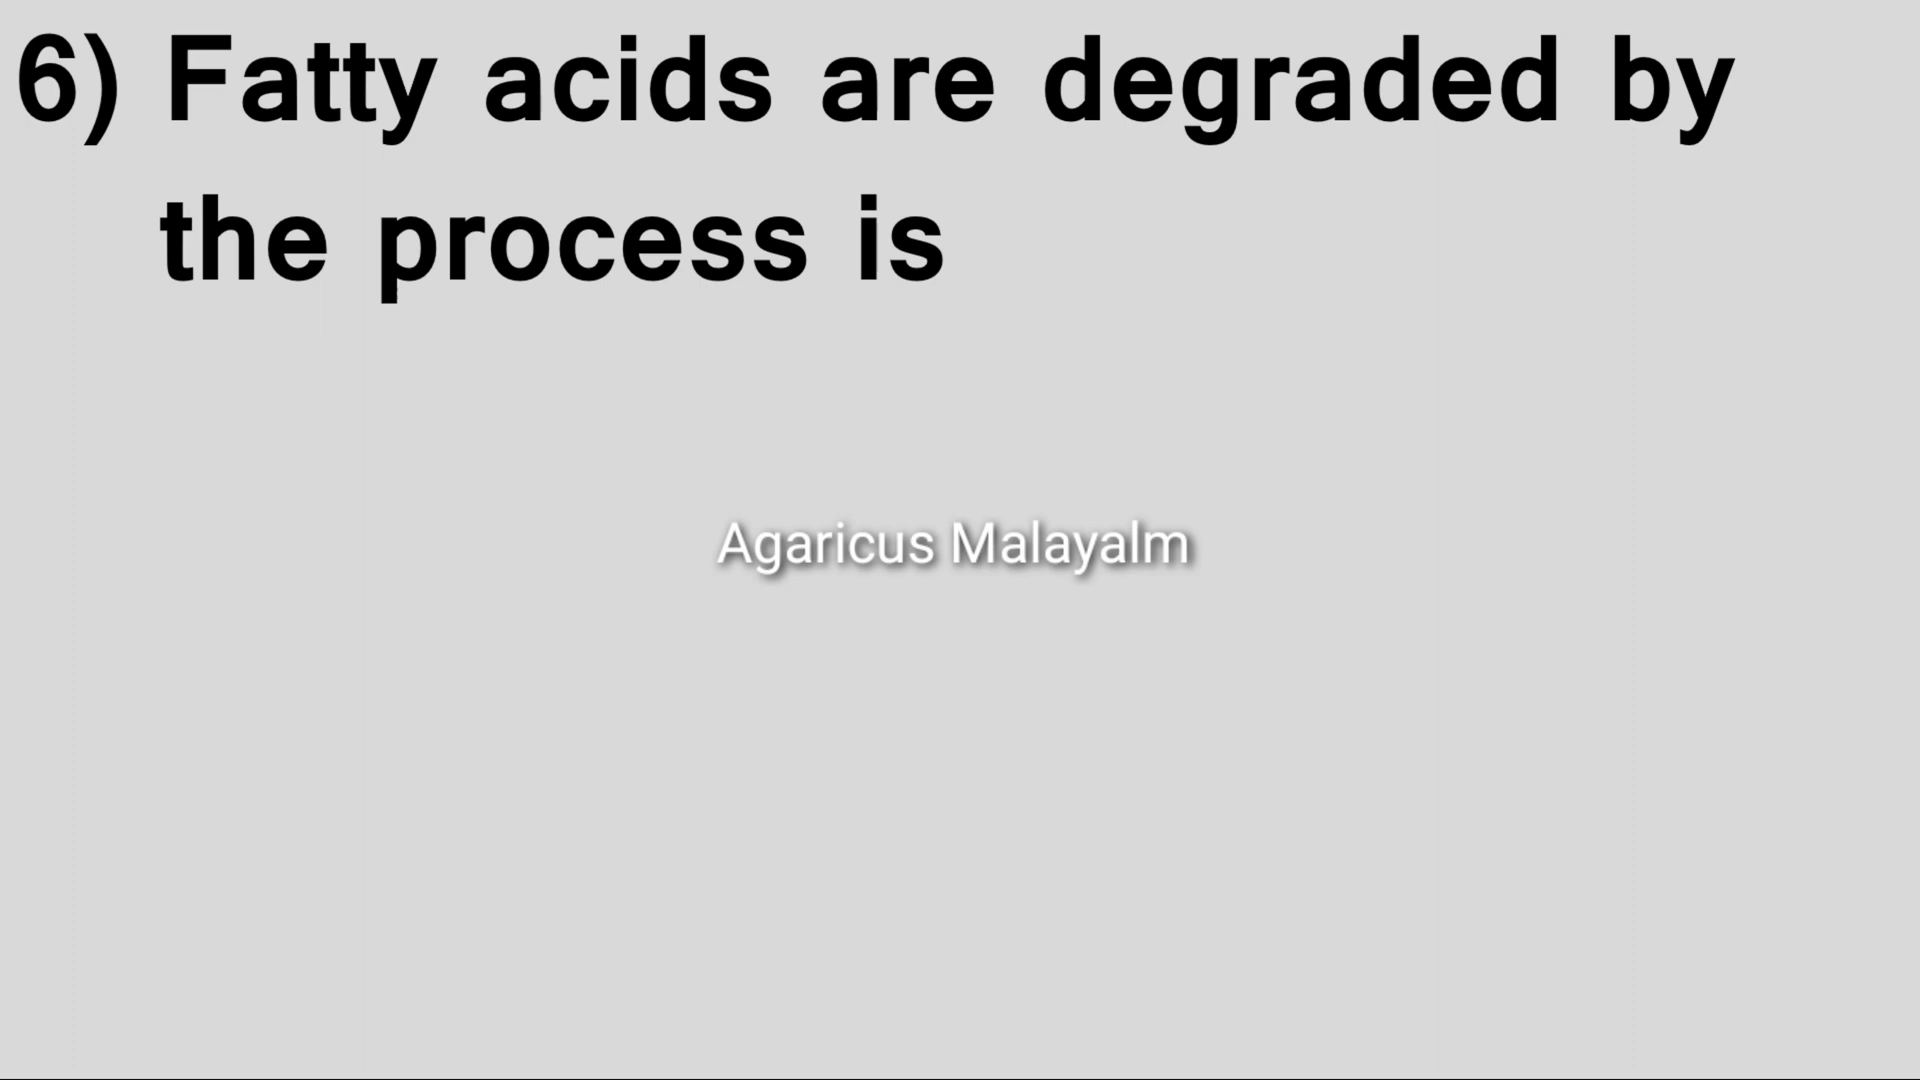 6) Fatty acids are degraded by
the process is
Agaricus Malayalm